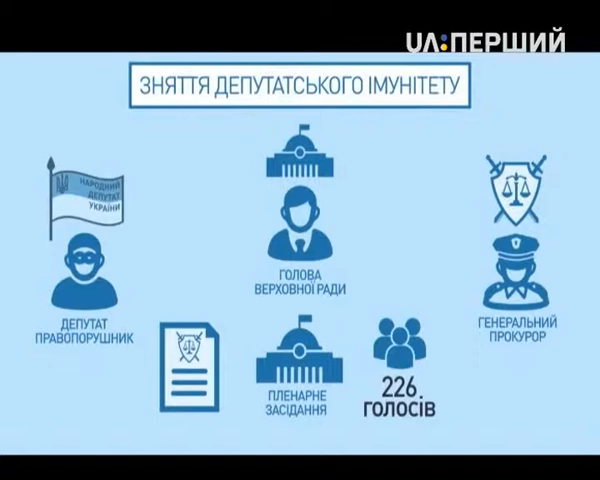 UA:ПЕРШИЙ
ЗНЯТТЯ ДЕПУТАТСЬКОГО ІМУНІТЕТУ
НАРОДНИЙ
ДЕПУТАТ
УКРАЇНИ
ДЕПУТАТ
ПРАВОПОРУШНИК
ГОЛОВА
ВЕРХОВНОЇ РАДИ
ГЕНЕРАЛЬНИЙ
ПРОКУРОР
ПЛЕНАРНЕ
ЗАСІДАННЯ
226
ГОЛОСІВ